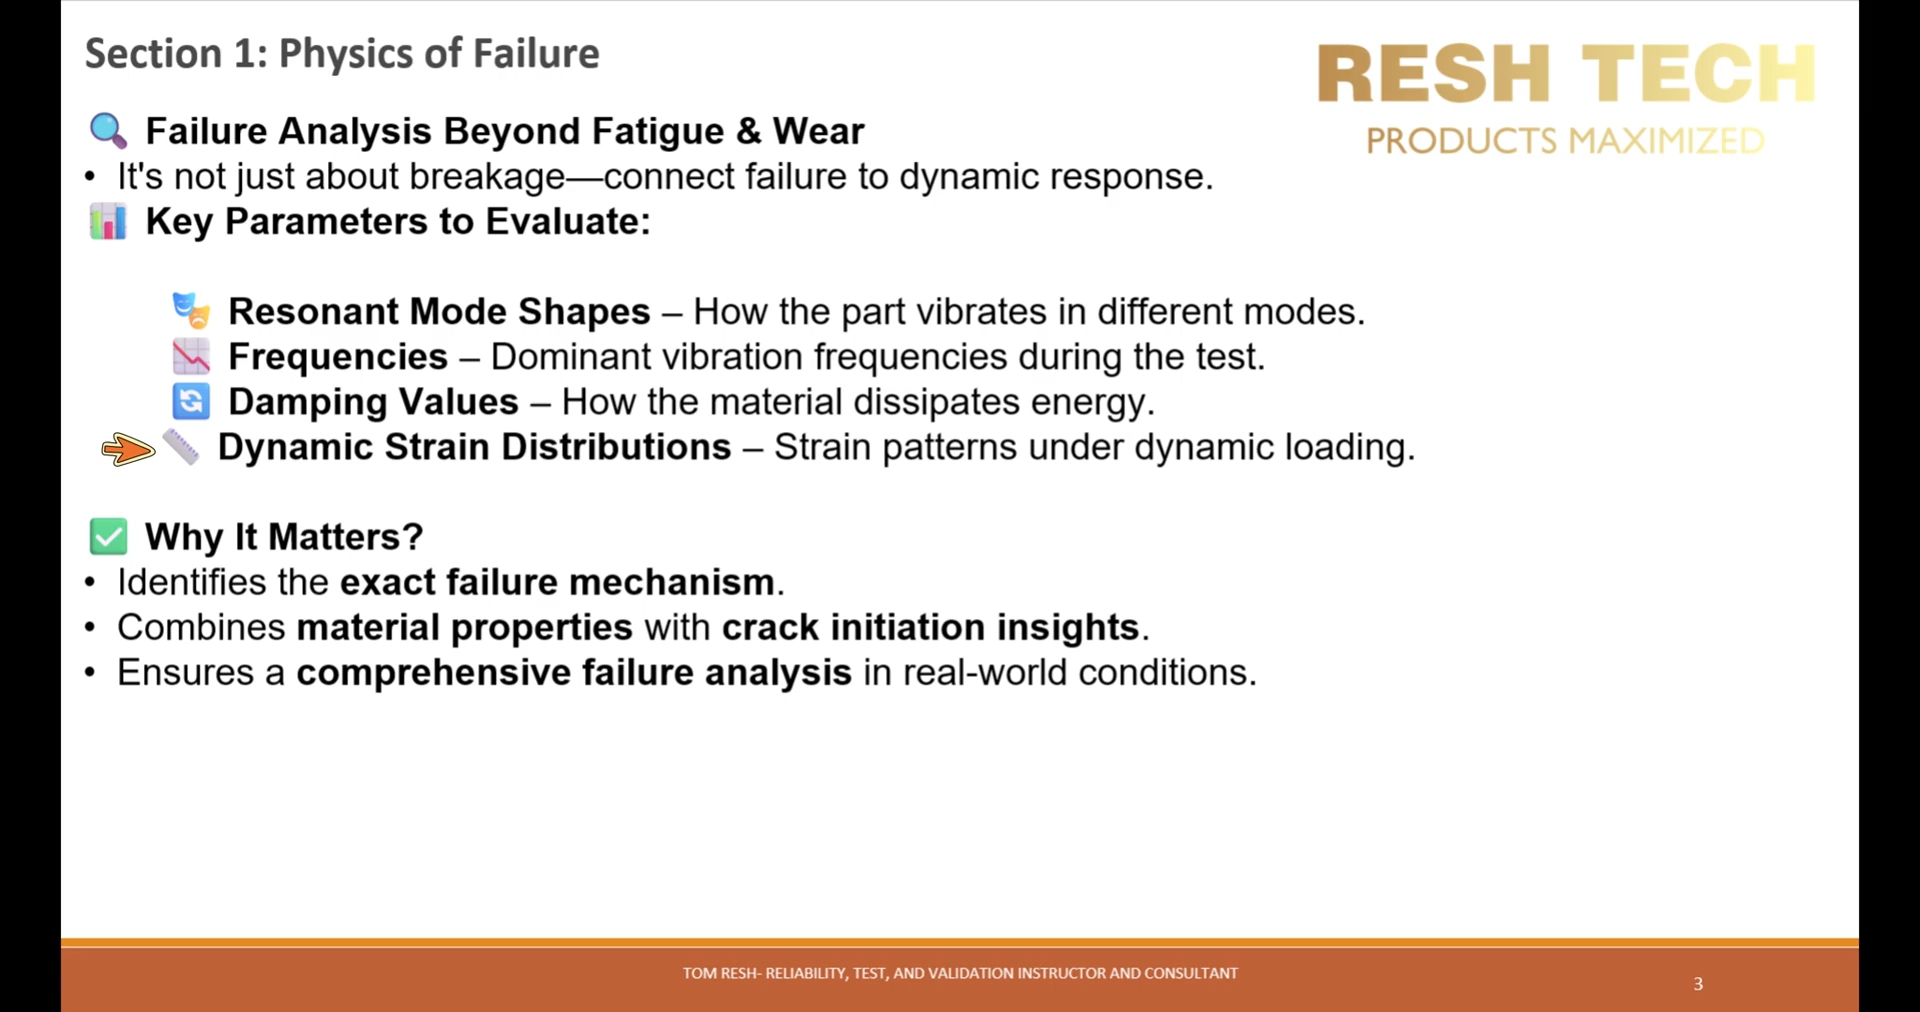 Section 1: Physics of Failure
RESH TECH
PRODUCTS MAXIMIZED
Failure Analysis Beyond Fatigue & Wear
• It's not just about breakage—connect failure to dynamic response.
Key Parameters to Evaluate:
Resonant Mode Shapes – How the part vibrates in different modes.
Frequencies – Dominant vibration frequencies during the test.
Damping Values – How the material dissipates energy.
Dynamic Strain Distributions – Strain patterns under dynamic loading.
Why It Matters?
• Identifies the exact failure mechanism.
• Combines material properties with crack initiation insights.
• Ensures a comprehensive failure analysis in real-world conditions.
TOM RESH- RELIABILITY, TEST, AND VALIDATION INSTRUCTOR AND CONSULTANT
3